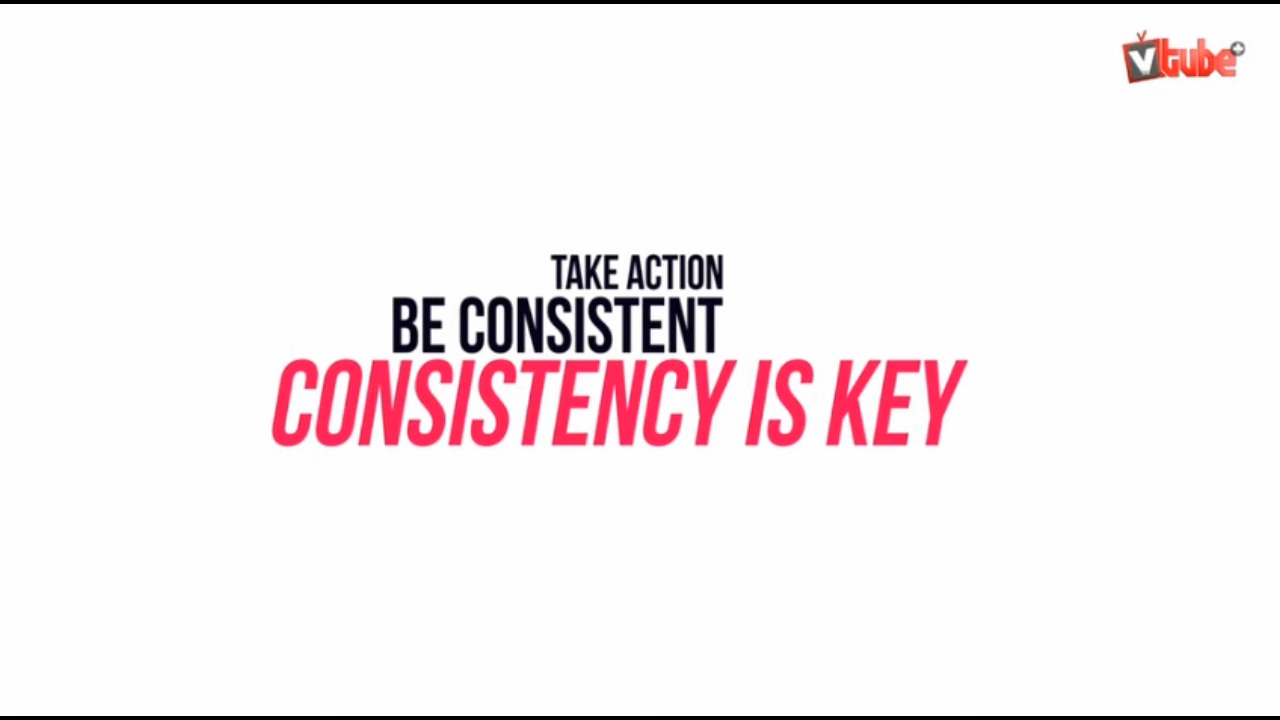 Vtube+
TAKE ACTION
BE CONSISTENT
CONSISTENCY IS KEY